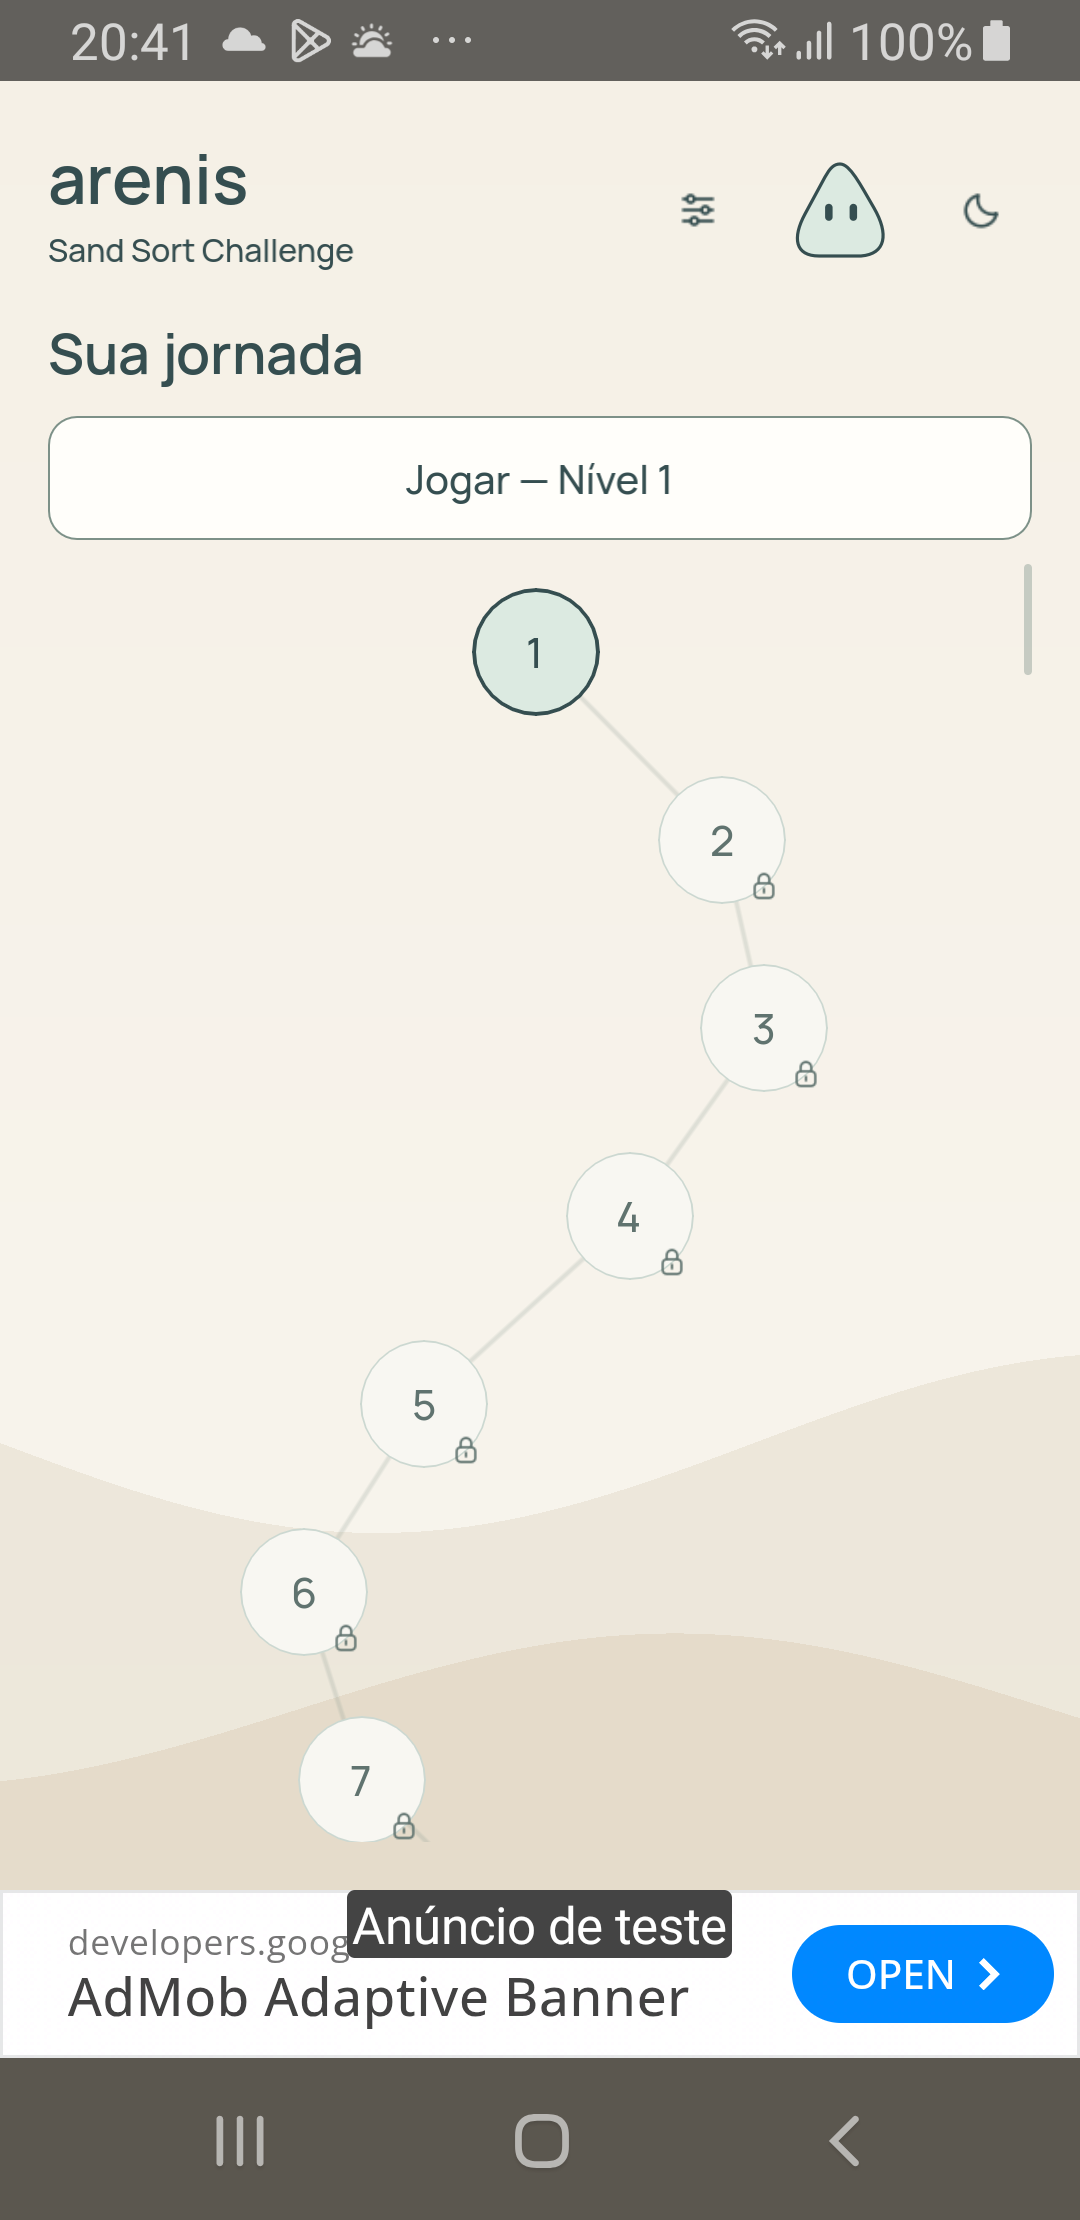 20:41
100%
arenis
Sand Sort Challenge
Sua jornada
Jogar — Nível 1
1
2
3
4
5
6
7
Anúncio de teste
developers.goog
AdMob Adaptive Banner
OPEN